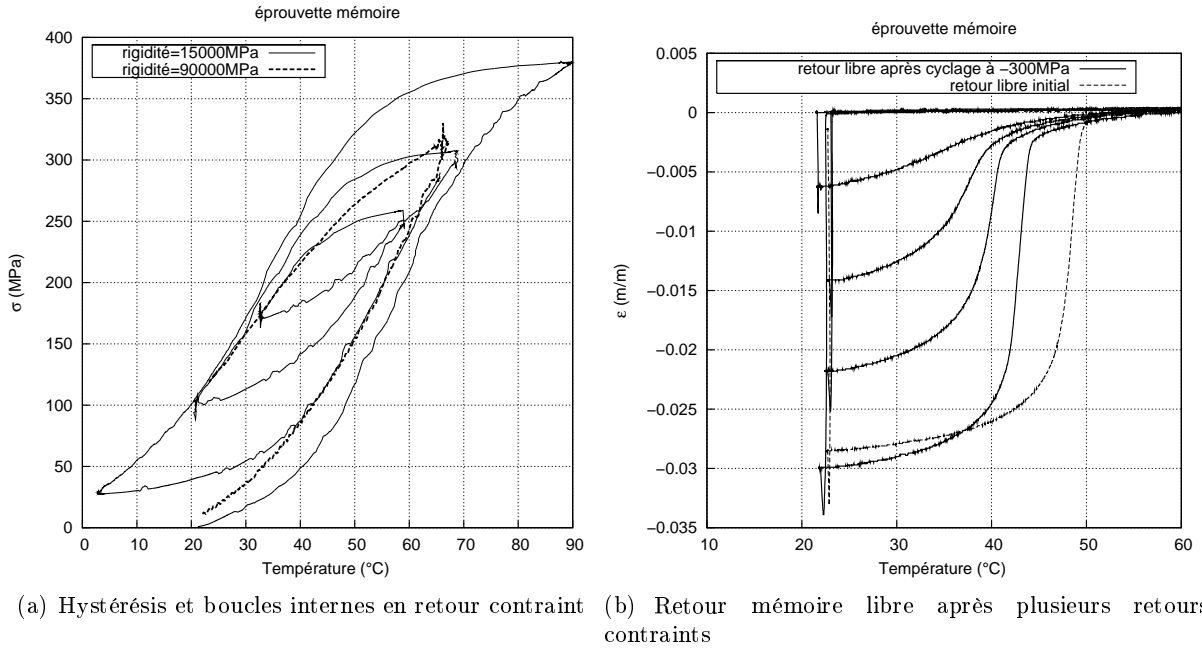 éprouvette mémoire
400
350
300
250
200
150
100
50
0
σ (MPa)
rigidité=15000MPa
rigidité=90000MPa
0 10 20 30 40 50 60 70 80 90
Température (°C)
(a) Hystérésis et boucles internes en retour contraint
éprouvette mémoire
0.005
0
−0.005
−0.01
−0.015
−0.02
−0.025
−0.03
−0.035
ε (m/m)
retour libre après cyclage à −300MPa
retour libre initial
10 20 30 40 50 60
Température (°C)
(b) Retour mémoire libre après plusieurs retours
contraints